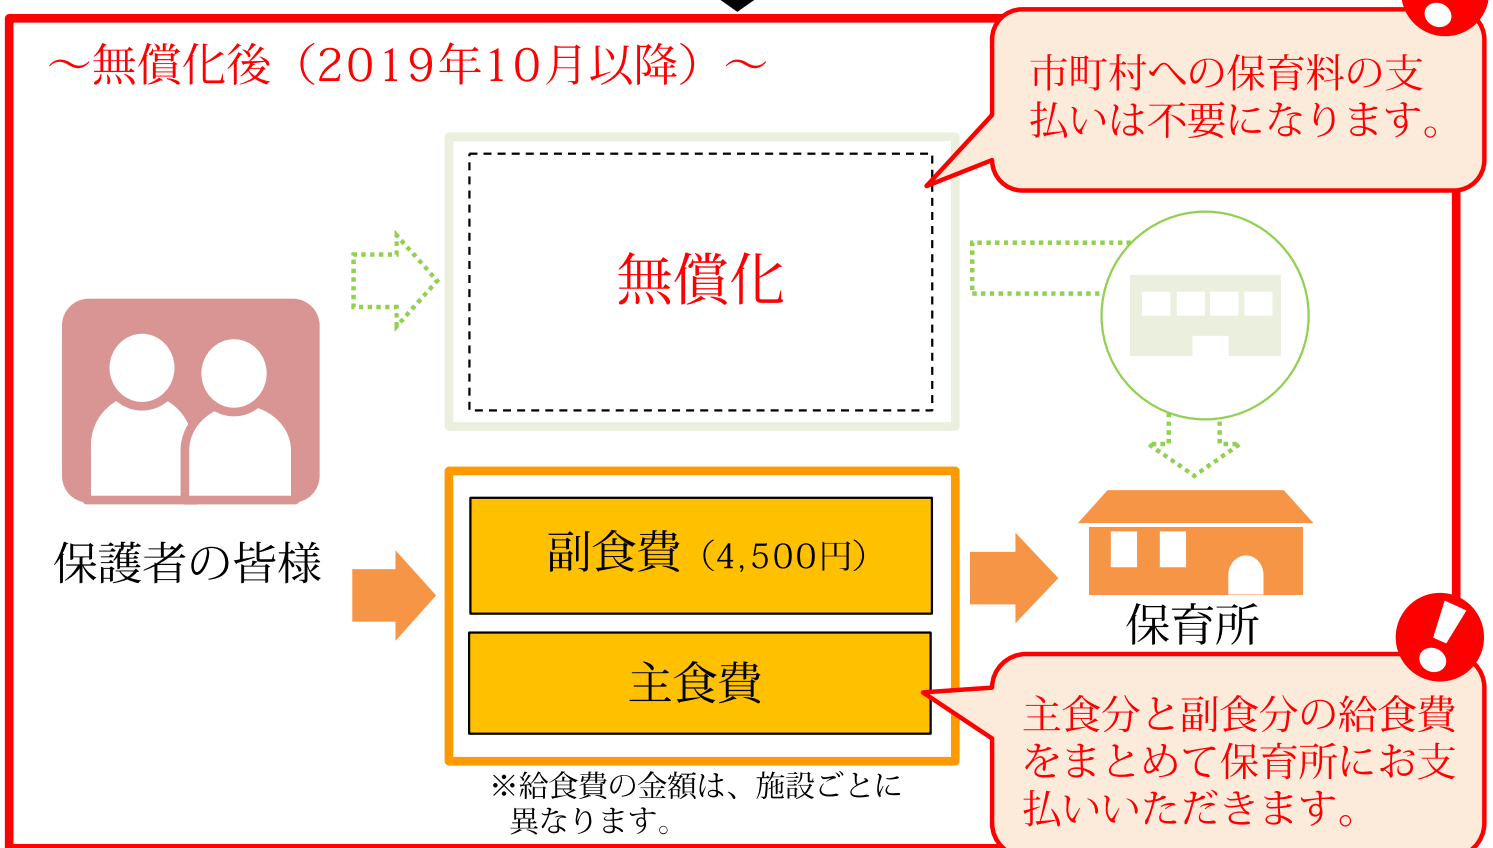 ～無償化後（2019年10月以降）～
市町村への保育料の支
払いは不要になります。
無償化
保護者の皆様
副食費（4,500円）
主食費
保育所
※給食費の金額は、施設ごとに
異なります。
主食分と副食分の給食費
をまとめて保育所にお支
払いいただきます。